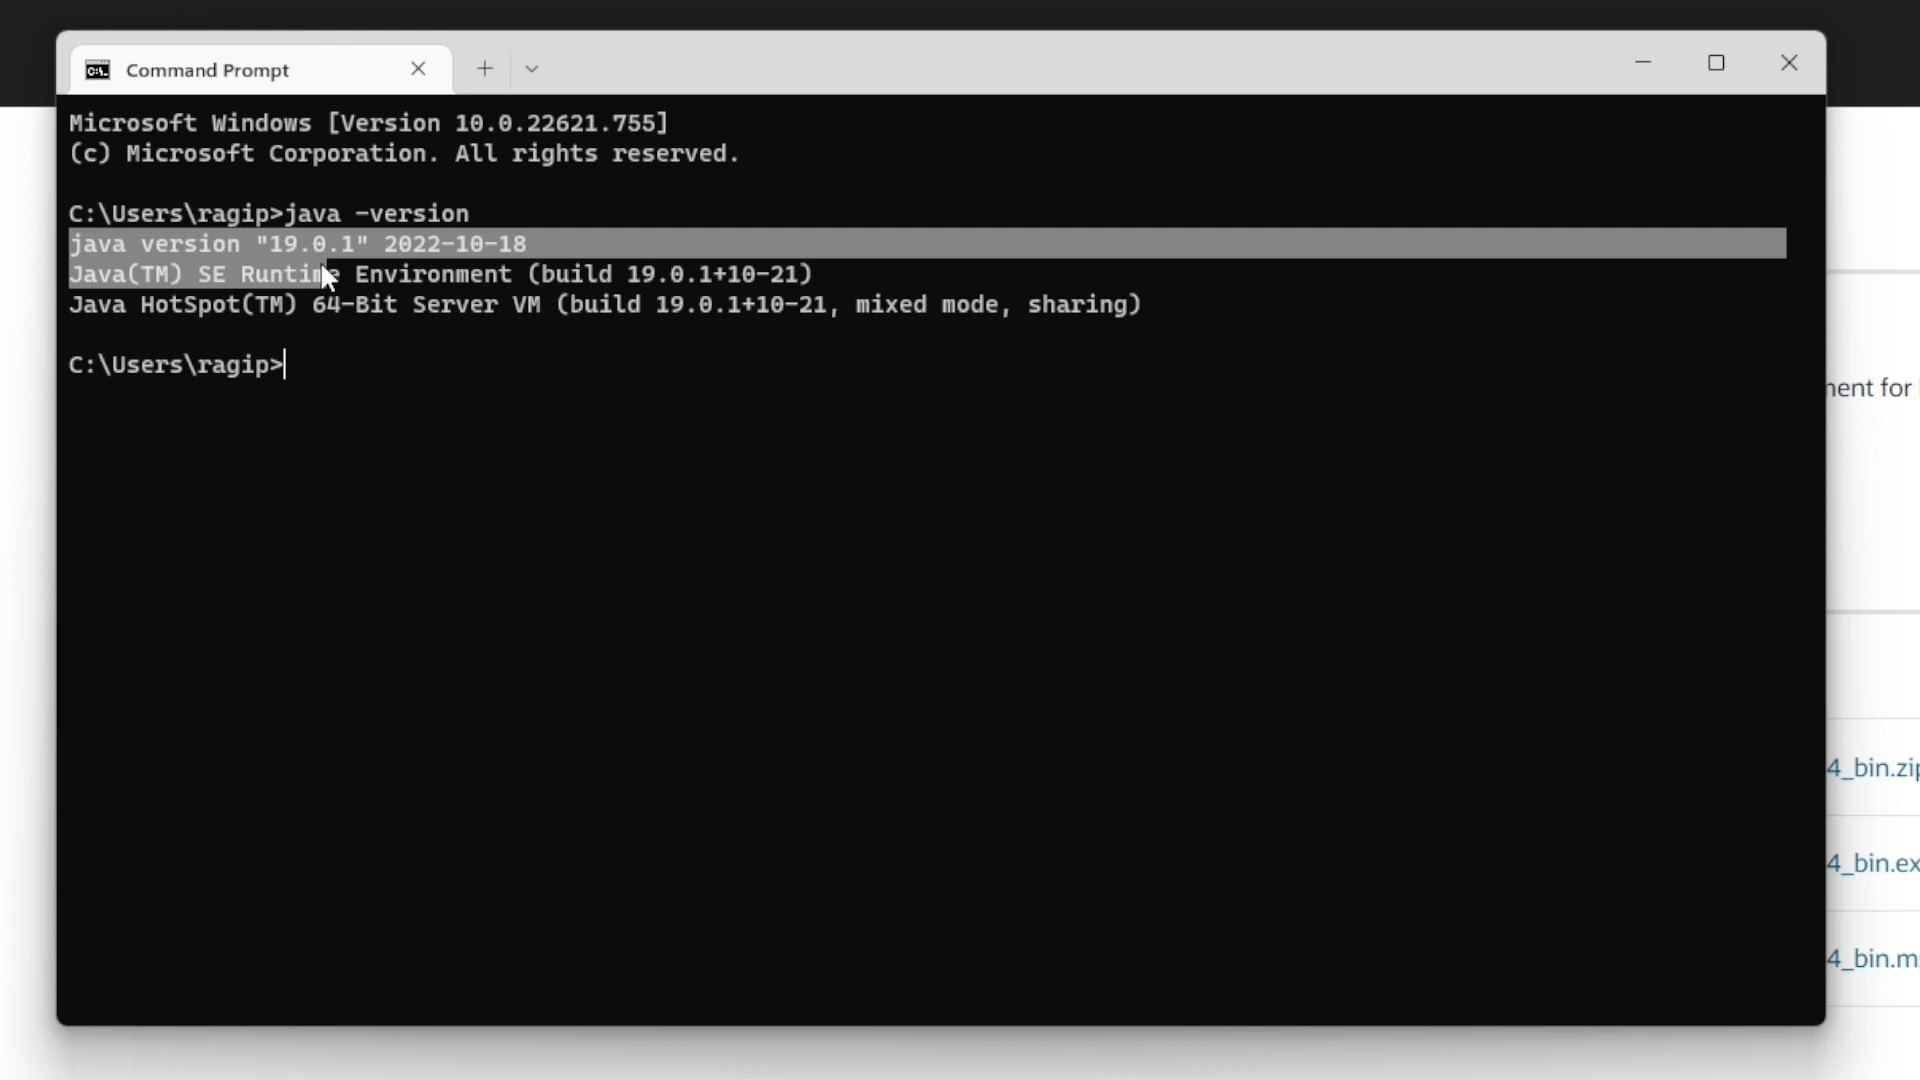 Command Prompt
Microsoft Windows [Version 10.0.22621.755]
(c) Microsoft Corporation. All rights reserved.
C:\Users\ragip>java -version
java version "19.0.1" 2022-10-18
Java(TM) SE Runtime Environment (build 19.0.1+10-21)
Java HotSpot(TM) 64-Bit Server VM (build 19.0.1+10-21, mixed mode, sharing)
C:\Users\ragip>
for
4_bin.zip
4_bin.ex
4_bin.m